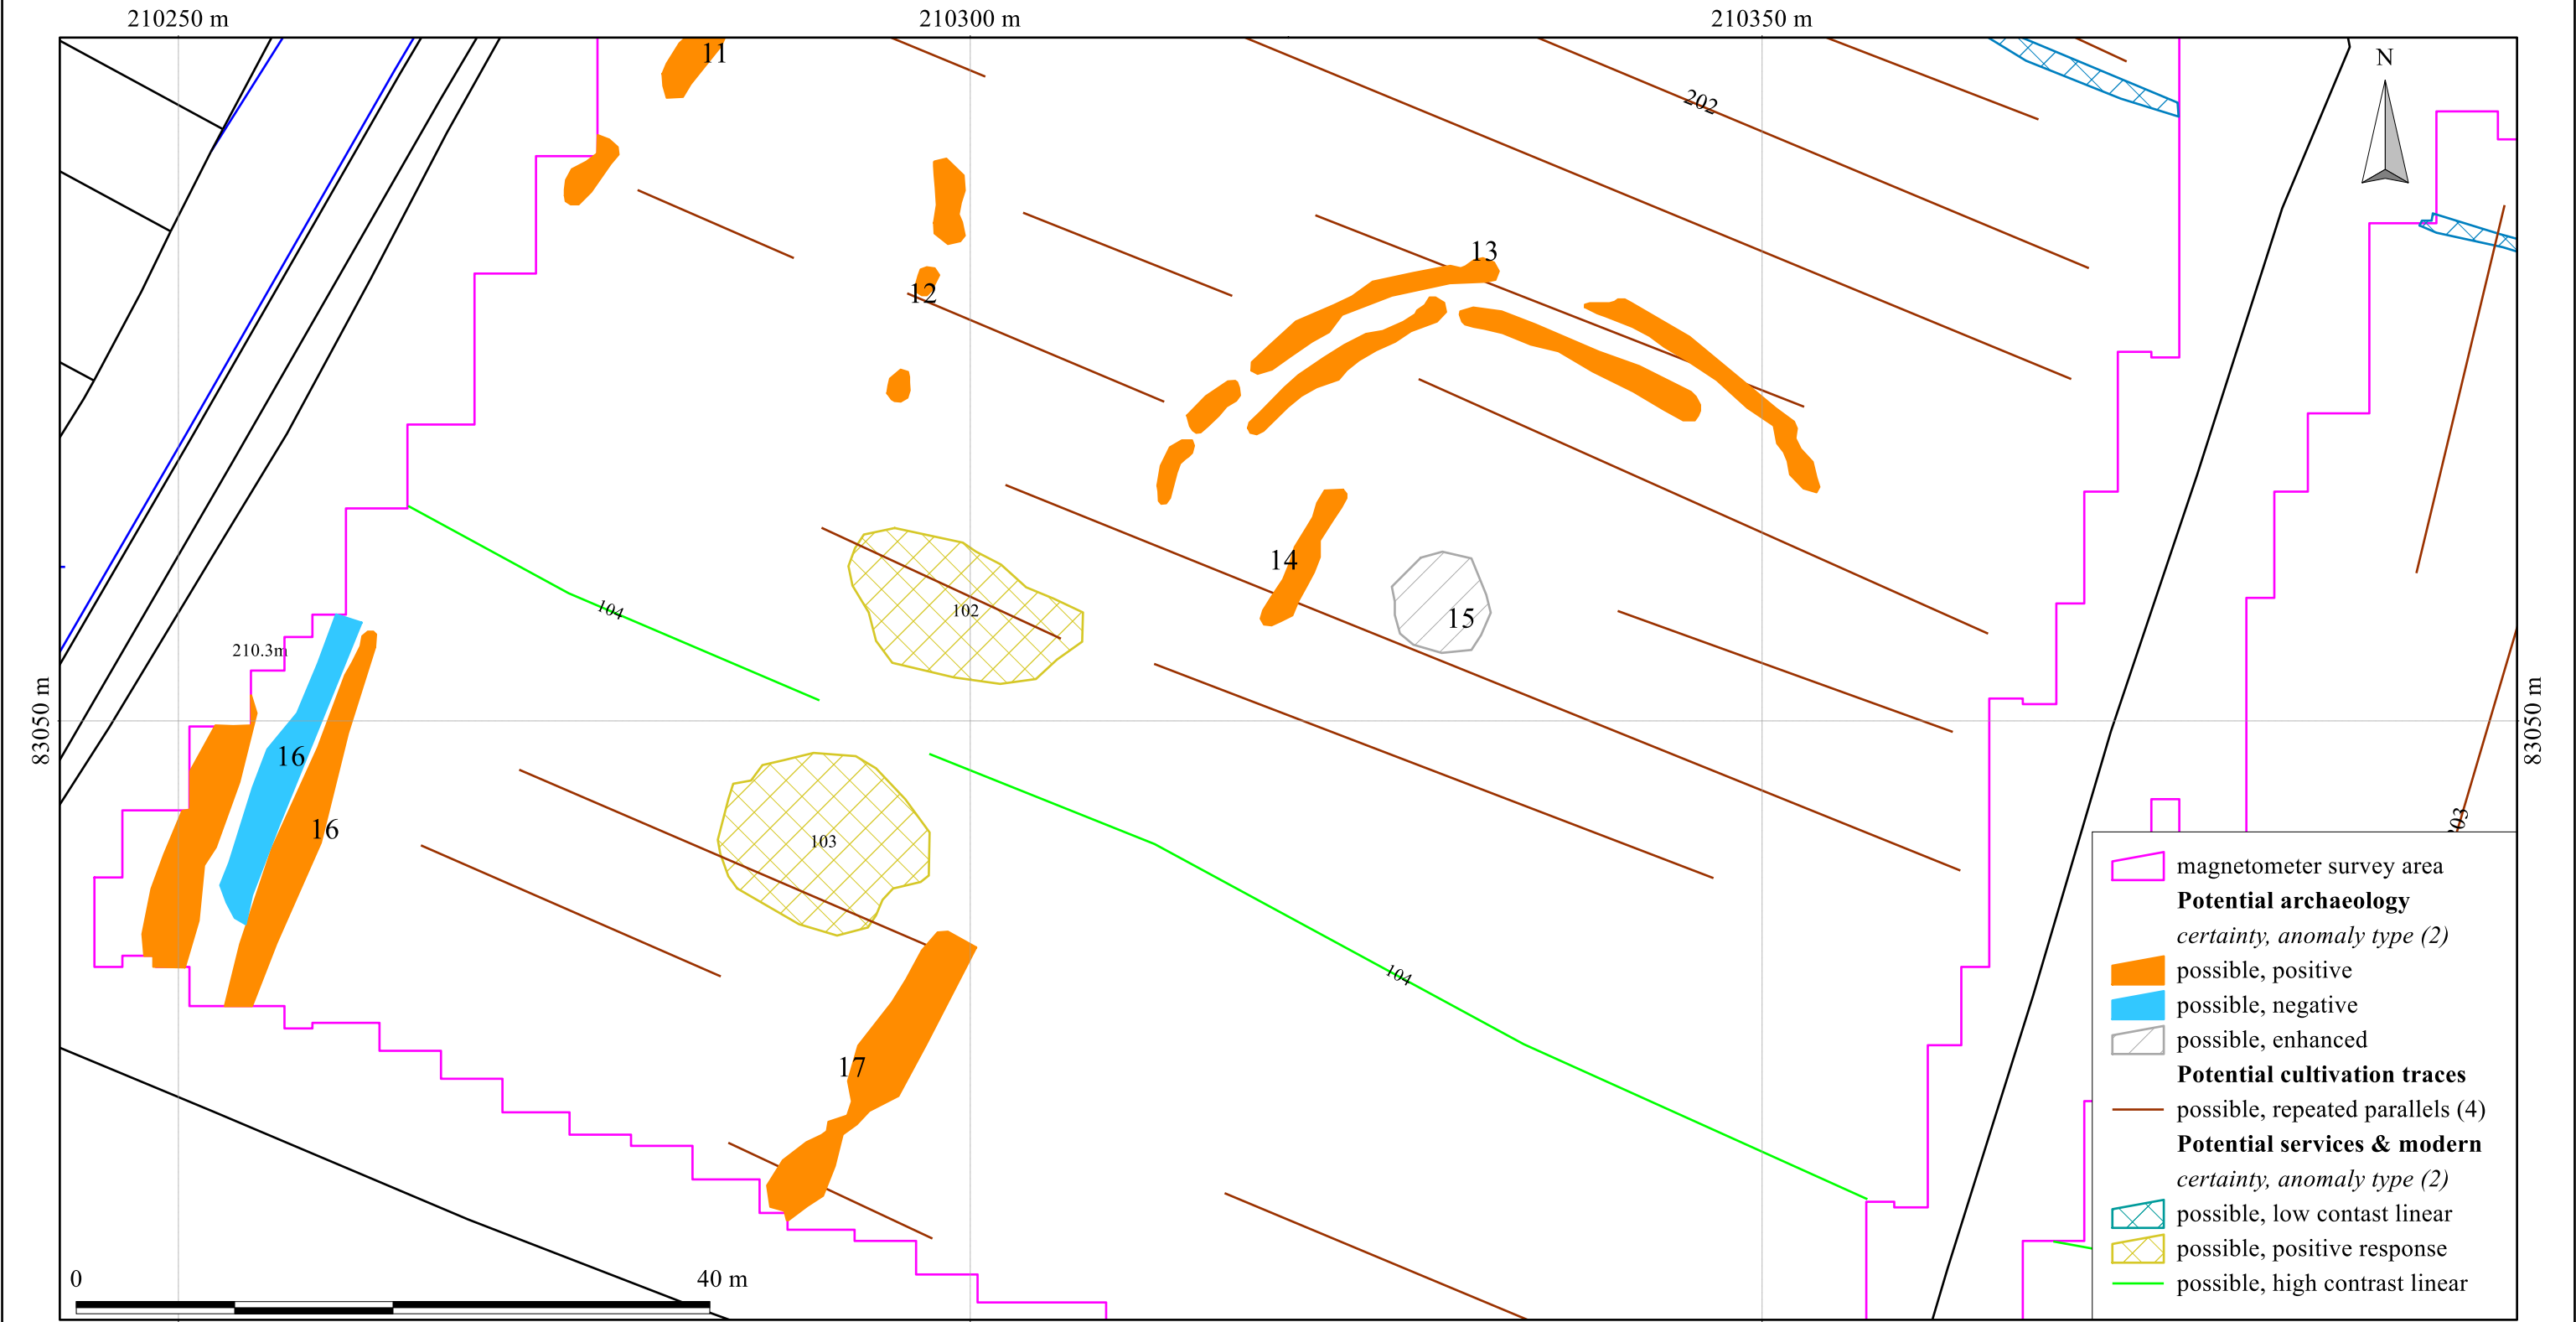 210250 m
210300 m
210350 m
11
N
202
13
12
14
102
104
15
210.3m
83050 m
83050 m
16
103
16
104
17
magnetometer survey area
Potential archaeology
certainty, anomaly type (2)
possible, positive
possible, negative
possible, enhanced
Potential cultivation traces
possible, repeated parallels (4)
Potential services & modern
certainty, anomaly type (2)
possible, low contast linear
possible, positive response
possible, high contrast linear
0
40 m